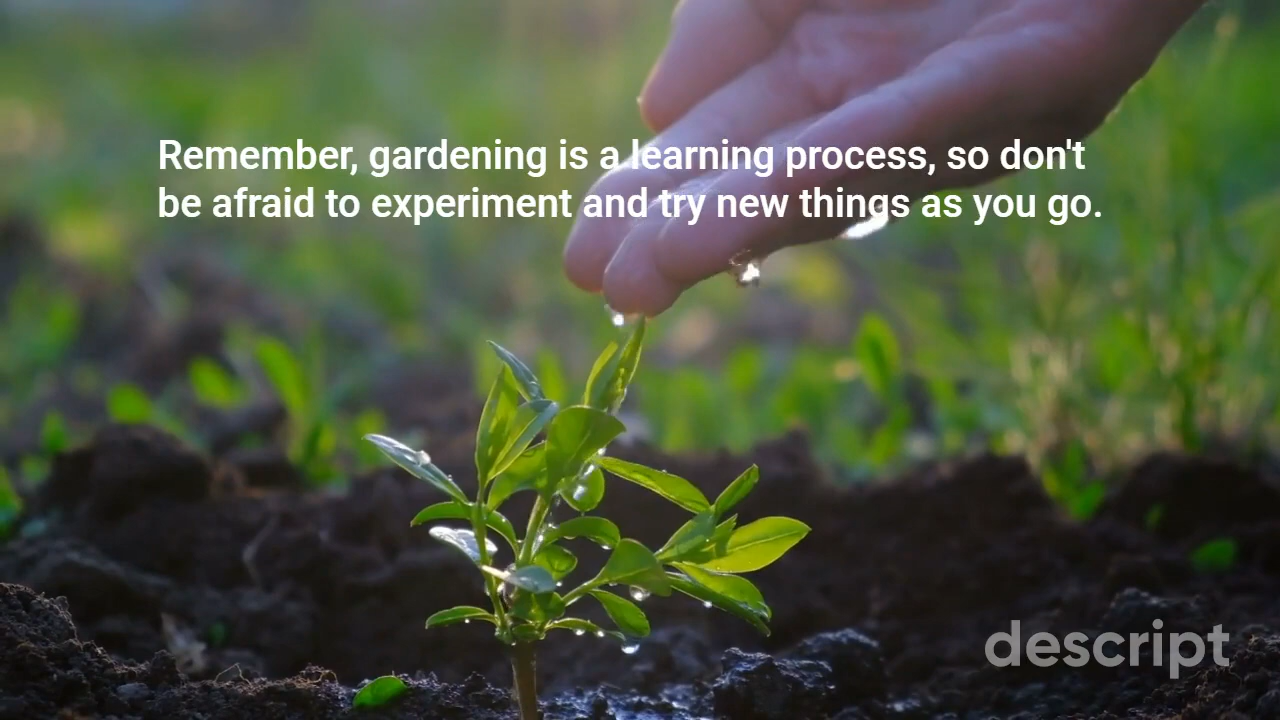 Remember, gardening is a learning process, so don't
be afraid to experiment and try new things as you go.
descript